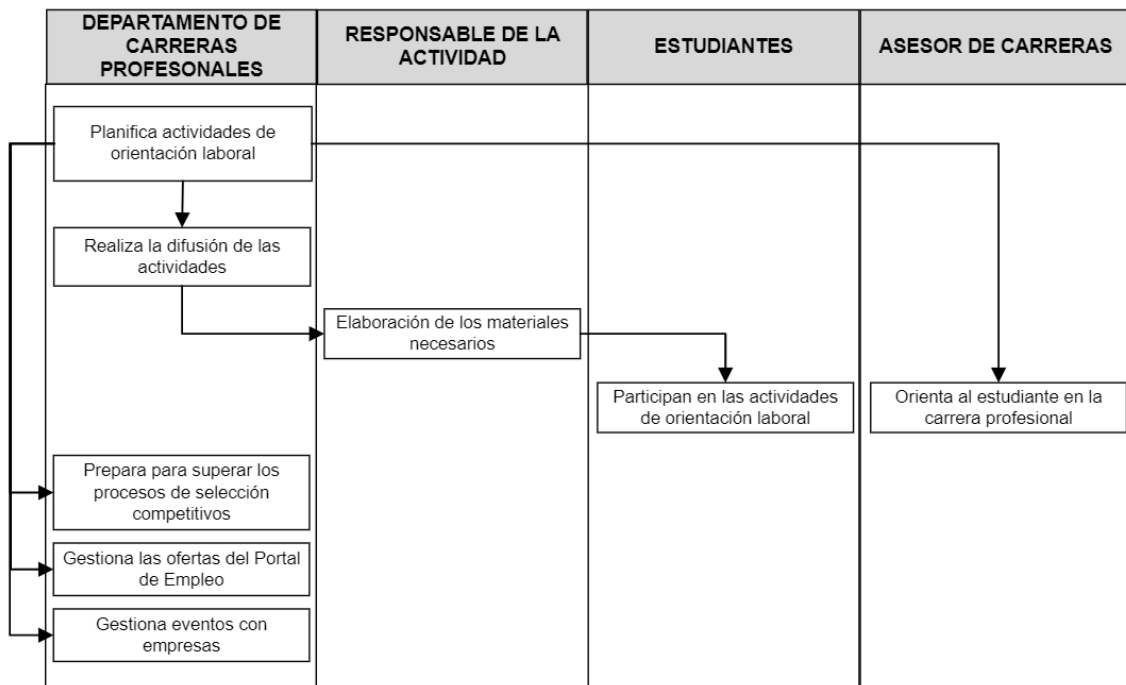 DEPARTAMENTO DE
CARRERAS
PROFESIONALES
RESPONSABLE DE LA
ACTIVIDAD
ESTUDIANTES
ASESOR DE CARRERAS
Planifica actividades de
orientación laboral
Realiza la difusión de las
actividades
Elaboración de los materiales
necesarios
Participan en las actividades
de orientación laboral
Orienta al estudiante en la
carrera profesional
Prepara para superar los
procesos de selección
competitivos
Gestiona las ofertas del Portal
de Empleo
Gestiona eventos con
empresas